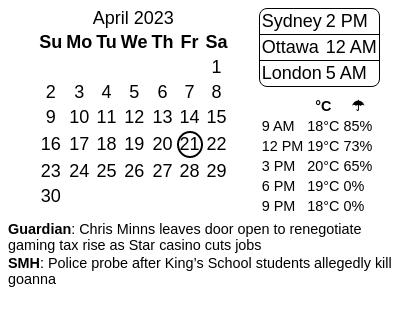 April 2023
Su Mo Tu We Th Fr Sa
1
2 3 4 5 6 7 8
9 10 11 12 13 14 15
16 17 18 19 20 21 22
23 24 25 26 27 28 29
30
Sydney 2 PM
Ottawa 12 AM
London 5 AM
°C ☂
9 AM 18°C 85%
12 PM 19°C 73%
3 PM 20°C 65%
6 PM 19°C 0%
9 PM 18°C 0%
Guardian: Chris Minns leaves door open to renegotiate
gaming tax rise as Star casino cuts jobs
SMH: Police probe after King’s School students allegedly kill
goanna